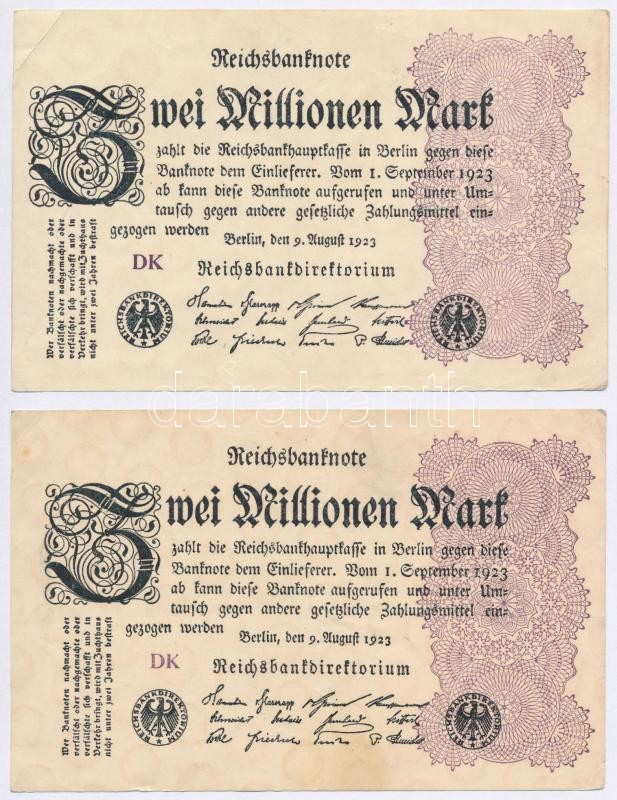 Reichsbanknote
Zwei Millionen Mark
zahlt die Reichsbankhauptkasse in Berlin gegen diese
Banknote dem Einlieferer. Vom 1. September 1923
ab kann diese Banknote aufgerufen und unter Um=
tausch gegen andere gesetzliche Zahlungsmittel ein=
gezogen werden
Berlin, den 9. August 1923
DK
Reichsbankdirektorium
Wer Banknoten nachmacht oder
verfälscht oder nachgemachte oder
verfälschte sich verschafft und in
Verkehr bringt, wird mit Zuchthaus
nicht unter zwei Jahren bestraft
REICHSBANKDIREKTORIUM
REICHSBANKDIREKTORIUM
darabanth
Reichsbanknote
Zwei Millionen Mark
zahlt die Reichsbankhauptkasse in Berlin gegen diese
Banknote dem Einlieferer. Vom 1. September 1923
ab kann diese Banknote aufgerufen und unter Um=
tausch gegen andere gesetzliche Zahlungsmittel ein=
gezogen werden
Berlin, den 9. August 1923
DK
Reichsbankdirektorium
Wer Banknoten nachmacht oder
verfälscht oder nachgemachte oder
verfälschte sich verschafft und in
Verkehr bringt, wird mit Zuchthaus
nicht unter zwei Jahren bestraft
REICHSBANKDIREKTORIUM
REICHSBANKDIREKTORIUM